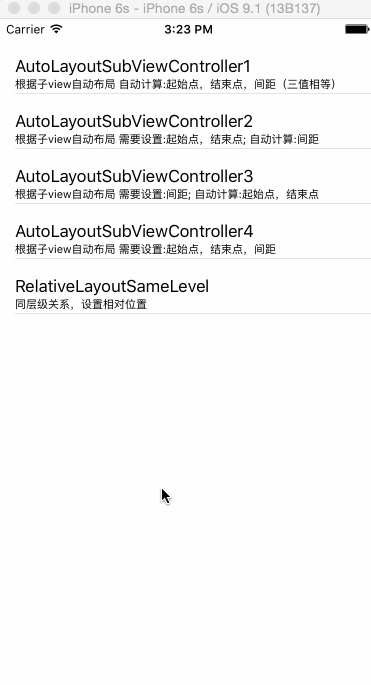 iPhone 6s - iPhone 6s / iOS 9.1 (13B137)
Carrier 3:23 PM
AutoLayoutSubViewController1
根据子view自动布局 自动计算:起始点，结束点，间距（三值相等）
AutoLayoutSubViewController2
根据子view自动布局 需要设置:起始点，结束点; 自动计算:间距
AutoLayoutSubViewController3
根据子view自动布局 需要设置:间距; 自动计算:起始点，结束点
AutoLayoutSubViewController4
根据子view自动布局 需要设置:起始点，结束点，间距
RelativeLayoutSameLevel
同层级关系，设置相对位置